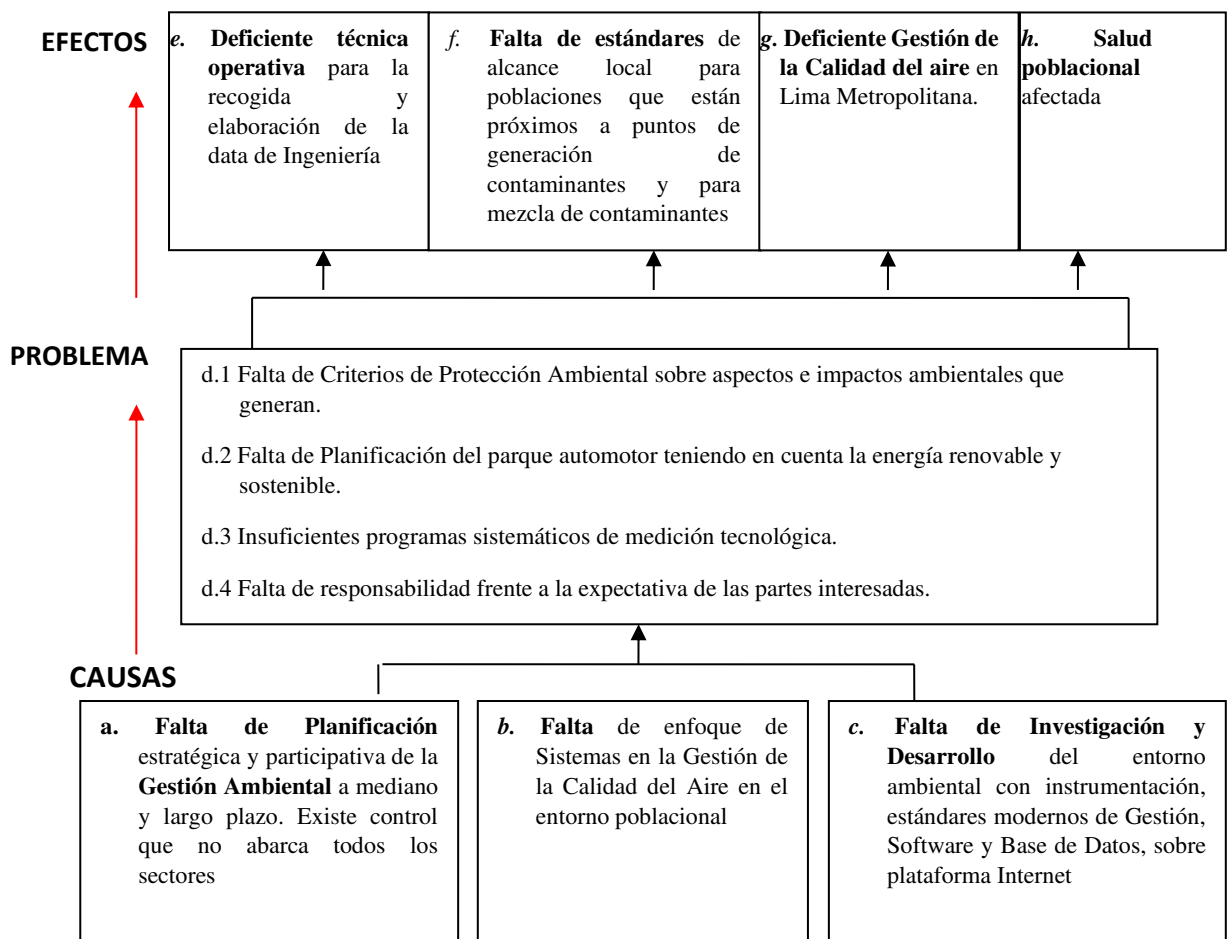 EFECTOS
e. Deficiente técnica
operativa para la
recogida y
elaboración de la
data de Ingeniería
f. Falta de estándares de
alcance local para
poblaciones que están
próximos a puntos de
generación de
contaminantes y para
mezcla de contaminantes
g. Deficiente Gestión de
la Calidad del aire en
Lima Metropolitana.
h. Salud
poblacional
afectada
PROBLEMA
d.1 Falta de Criterios de Protección Ambiental sobre aspectos e impactos ambientales que
generan.
d.2 Falta de Planificación del parque automotor teniendo en cuenta la energía renovable y
sostenible.
d.3 Insuficientes programas sistemáticos de medición tecnológica.
d.4 Falta de responsabilidad frente a la expectativa de las partes interesadas.
CAUSAS
a. Falta de Planificación
estratégica y participativa de la
Gestión Ambiental a mediano
y largo plazo. Existe control
que no abarca todos los
sectores
b. Falta de enfoque de
Sistemas en la Gestión de
la Calidad del Aire en el
entorno poblacional
c. Falta de Investigación y
Desarrollo del entorno
ambiental con instrumentación,
estándares modernos de Gestión,
Software y Base de Datos, sobre
plataforma Internet